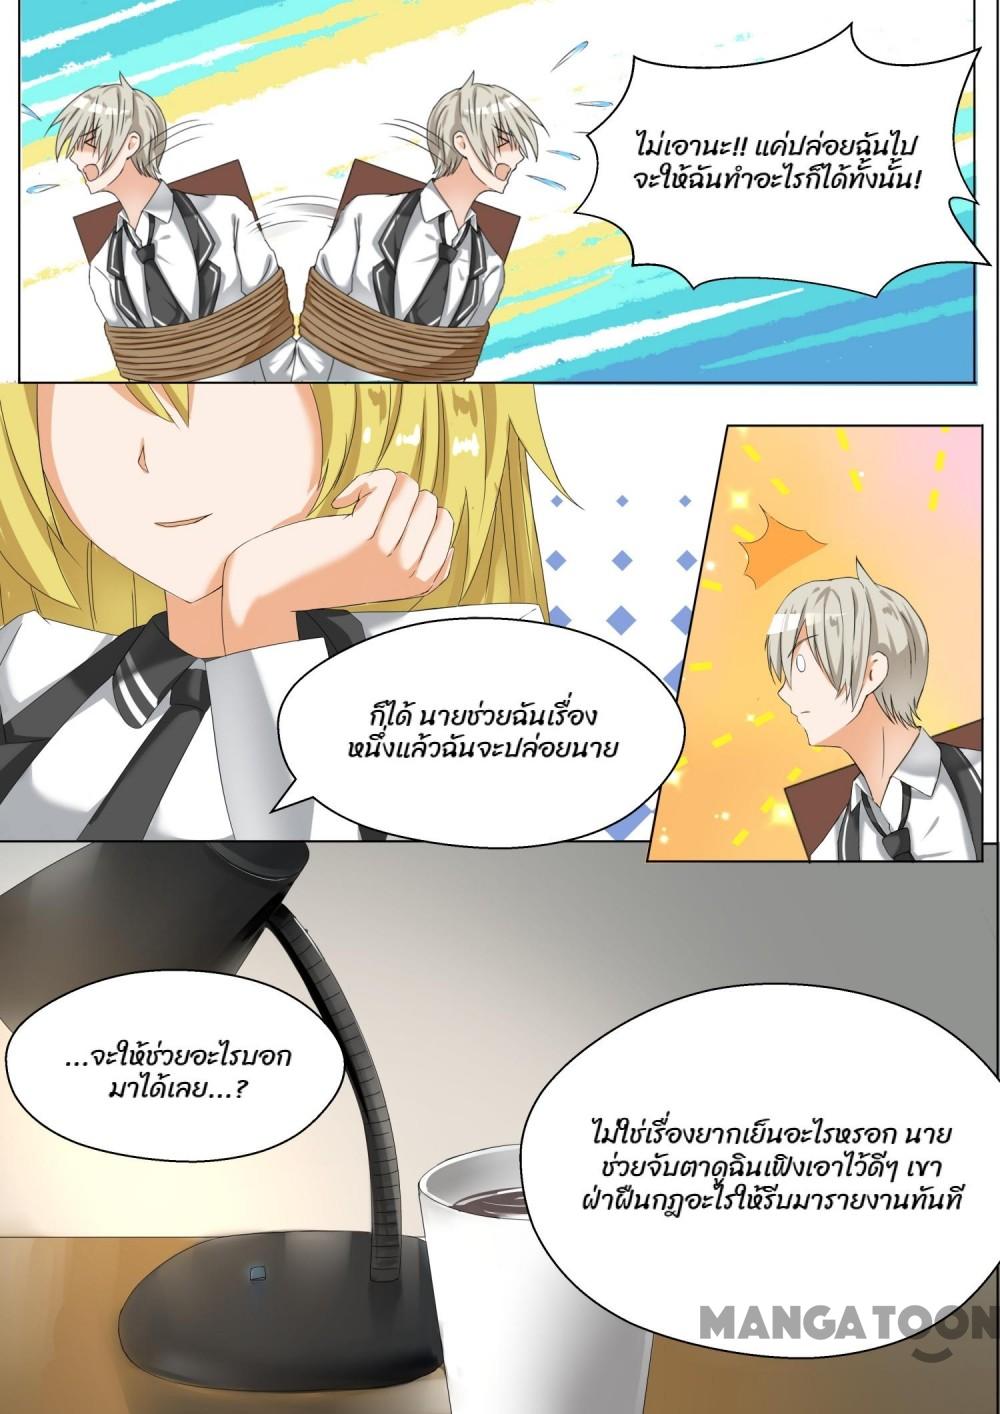 ไม่เอานะ!! แค่ปล่อยฉันไป
จะให้ฉันทำอะไรก็ได้ทั้งนั้น!
ก็ได้ นายช่วยฉันเรื่อง
หนึ่งแล้วฉันจะปล่อยนาย
...จะให้ช่วยอะไรบอก
มาได้เลย...?
ไม่ใช่เรื่องยากเย็นอะไรหรอก นาย
ช่วยจับตาดูฉินเฟิงเอาไว้ดีๆ เขา
ฝ่าฝืนกฎอะไรให้รีบมารายงานทันที
MANGATOON